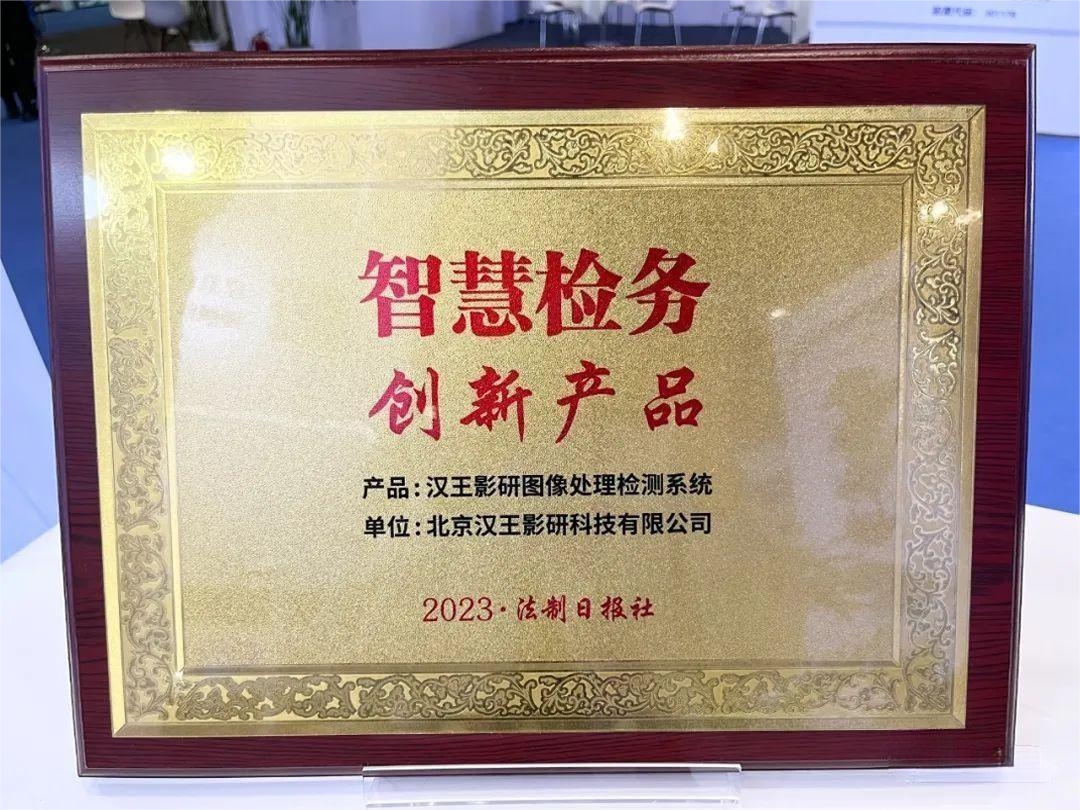 智慧检务
创新产品
产品:汉王影研图像处理检测系统
单位:北京汉王影研科技有限公司
2023·法制日报社